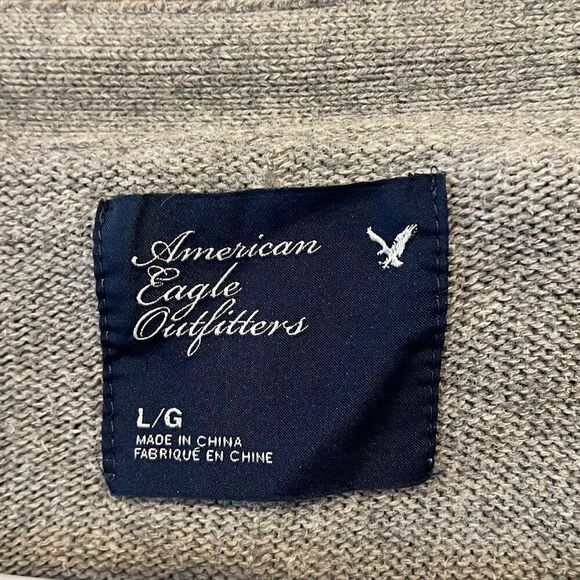 American
Eagle
Outfitters
L/G
MADE IN CHINA
FABRIQUÉ EN CHINE